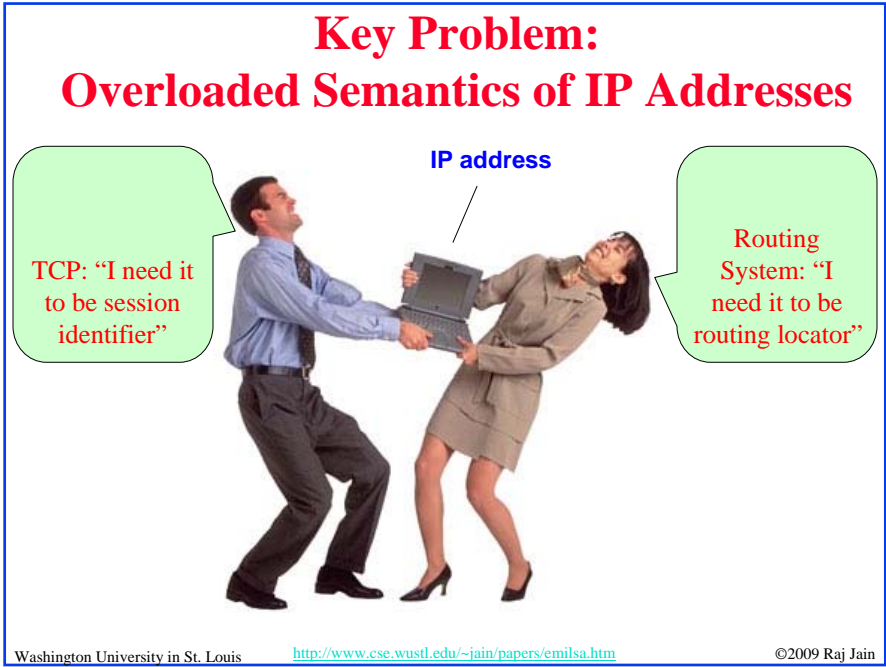 Key Problem:
Overloaded Semantics of IP Addresses
IP address
TCP: “I need it
to be session
identifier”
Routing
System: “I
need it to be
routing locator”
Washington University in St. Louis
http://www.cse.wustl.edu/~jain/papers/emilsa.htm
©2009 Raj Jain